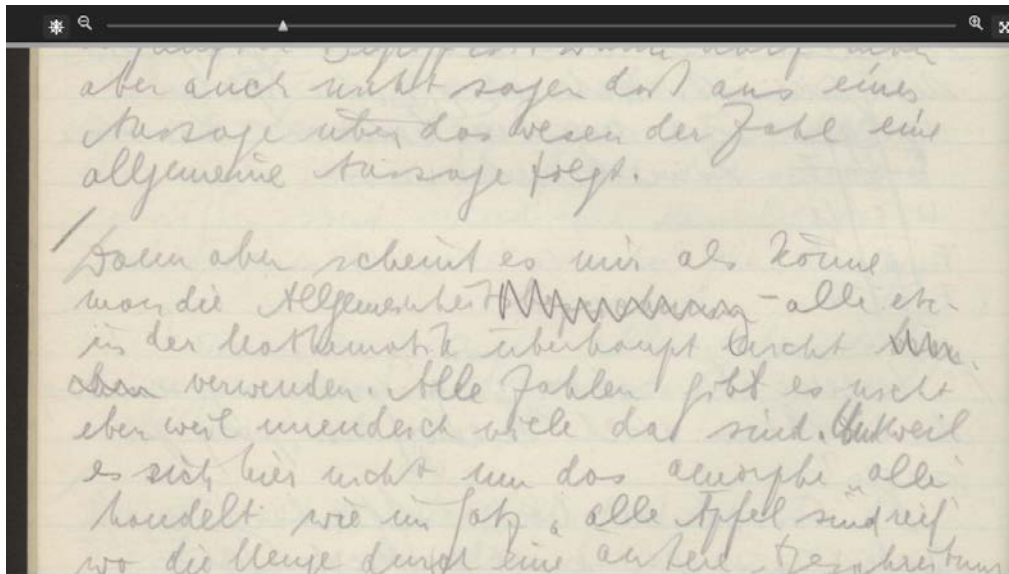 aber auch nicht sagen daß aus einer
Aussage über das Wesen der Zahl eine
allgemeine Aussage folgt.
/ Dann aber scheint es mir als könne
man die Allgemeinheit – alle etc. –
in der Mathematik überhaupt nicht
verwenden. Alle Zahlen gibt es nicht
eben weil unendlich viele da sind. Und weil
es sich hier nicht um das amorphe „alle“
handelt wie im Satz „alle Äpfel sind reif“
wo die Menge durch eine äußere